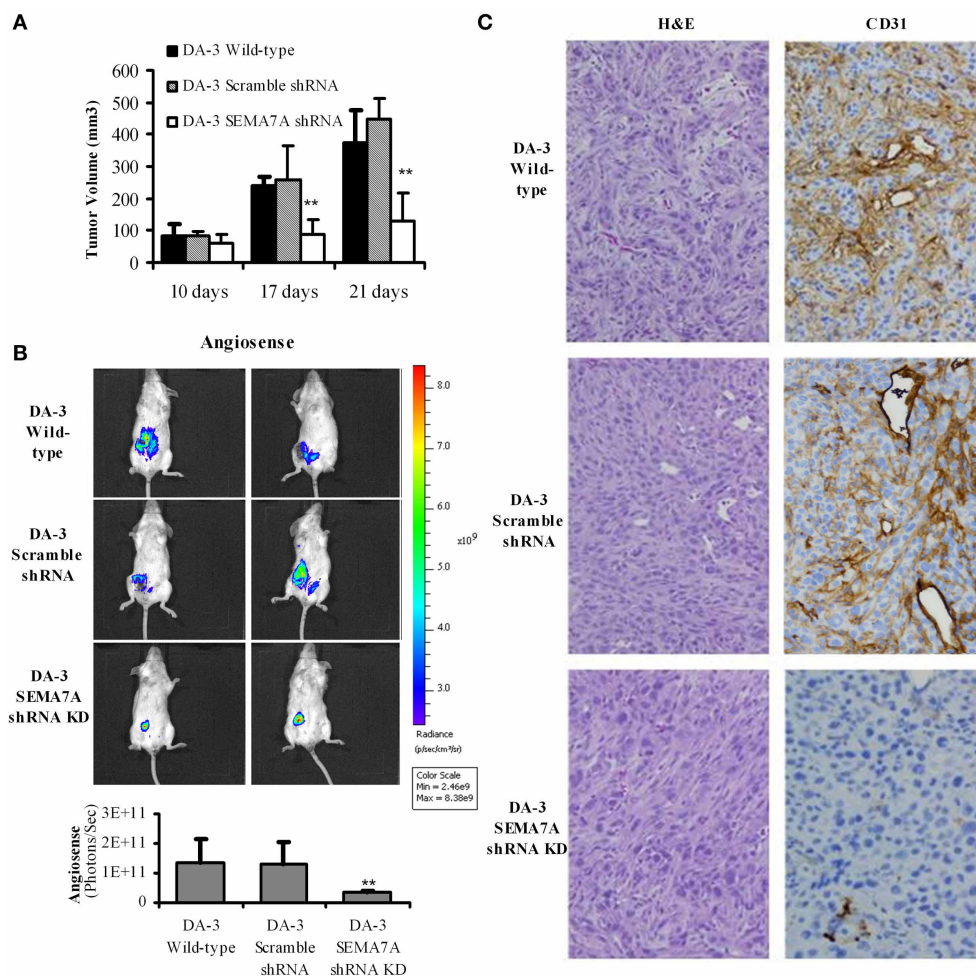 A
DA-3 Wild-type
DA-3 Scramble shRNA
DA-3 SEMA7A shRNA
Tumor Volume (mm3)
600
500
400
300
200
100
0
**
**
10 days
17 days
21 days
B
Angiosense
DA-3
Wild-
type
DA-3
Scramble
shRNA
DA-3
SEMA7A
shRNA KD
8.0
7.0
6.0
x10⁹
5.0
4.0
3.0
Radiance
(p/sec/cm²/sr)
Color Scale
Min = 2.46e9
Max = 8.38e9
Angiosense
(Photons/Sec)
3E+11
2E+11
1E+11
0
**
DA-3
Wild-type
DA-3
Scramble
shRNA
DA-3
SEMA7A
shRNA KD
C
H&E
CD31
DA-3
Wild-
type
DA-3
Scramble
shRNA
DA-3
SEMA7A
shRNA KD